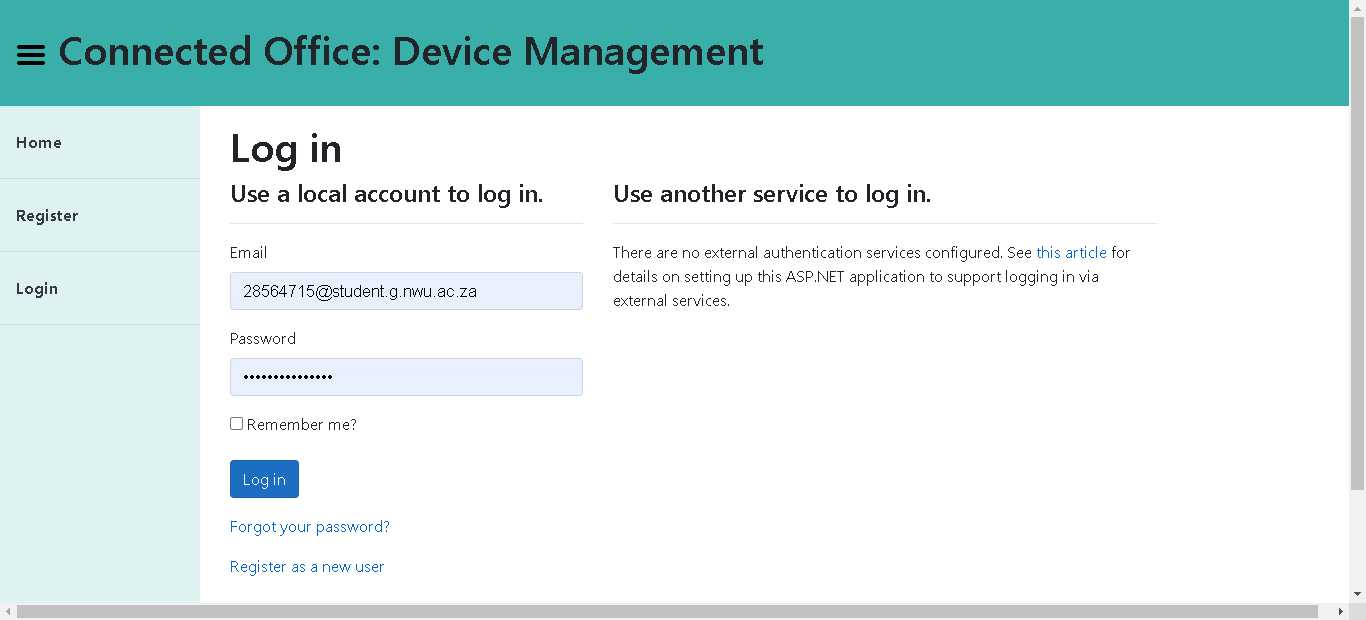 Connected Office: Device Management
Home
Register
Login
Log in
Use a local account to log in.
Email
28564715@student.g.nwu.ac.za
Password
•••••••••••••••
Remember me?
Log in
Forgot your password?
Register as a new user
Use another service to log in.
There are no external authentication services configured. See this article for
details on setting up this ASP.NET application to support logging in via
external services.